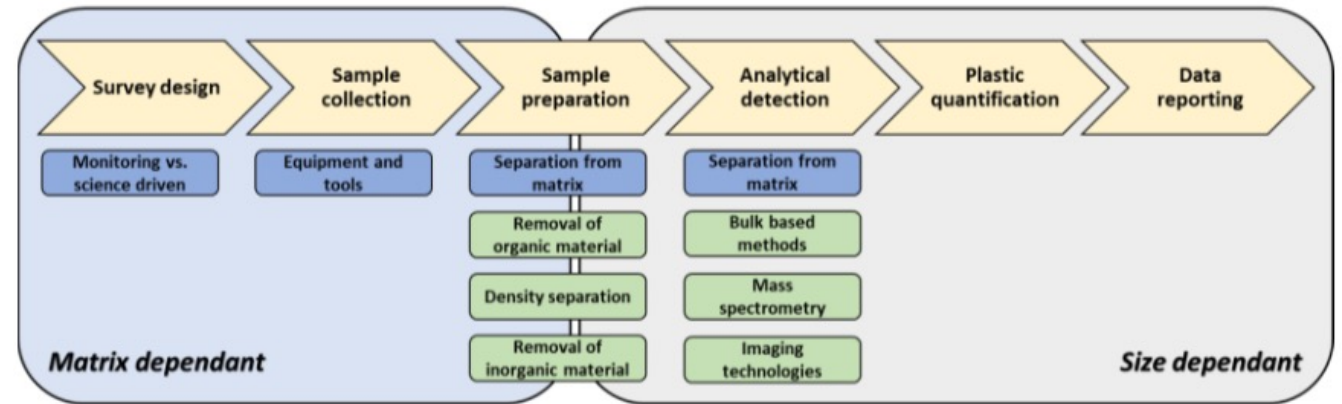 Survey design
Sample
collection
Sample
preparation
Analytical
detection
Plastic
quantification
Data
reporting
Monitoring vs.
science driven
Equipment and
tools
Separation from
matrix
Separation from
matrix
Removal of
organic material
Bulk based
methods
Density separation
Mass
spectrometry
Removal of
inorganic material
Imaging
technologies
Matrix dependant
Size dependant